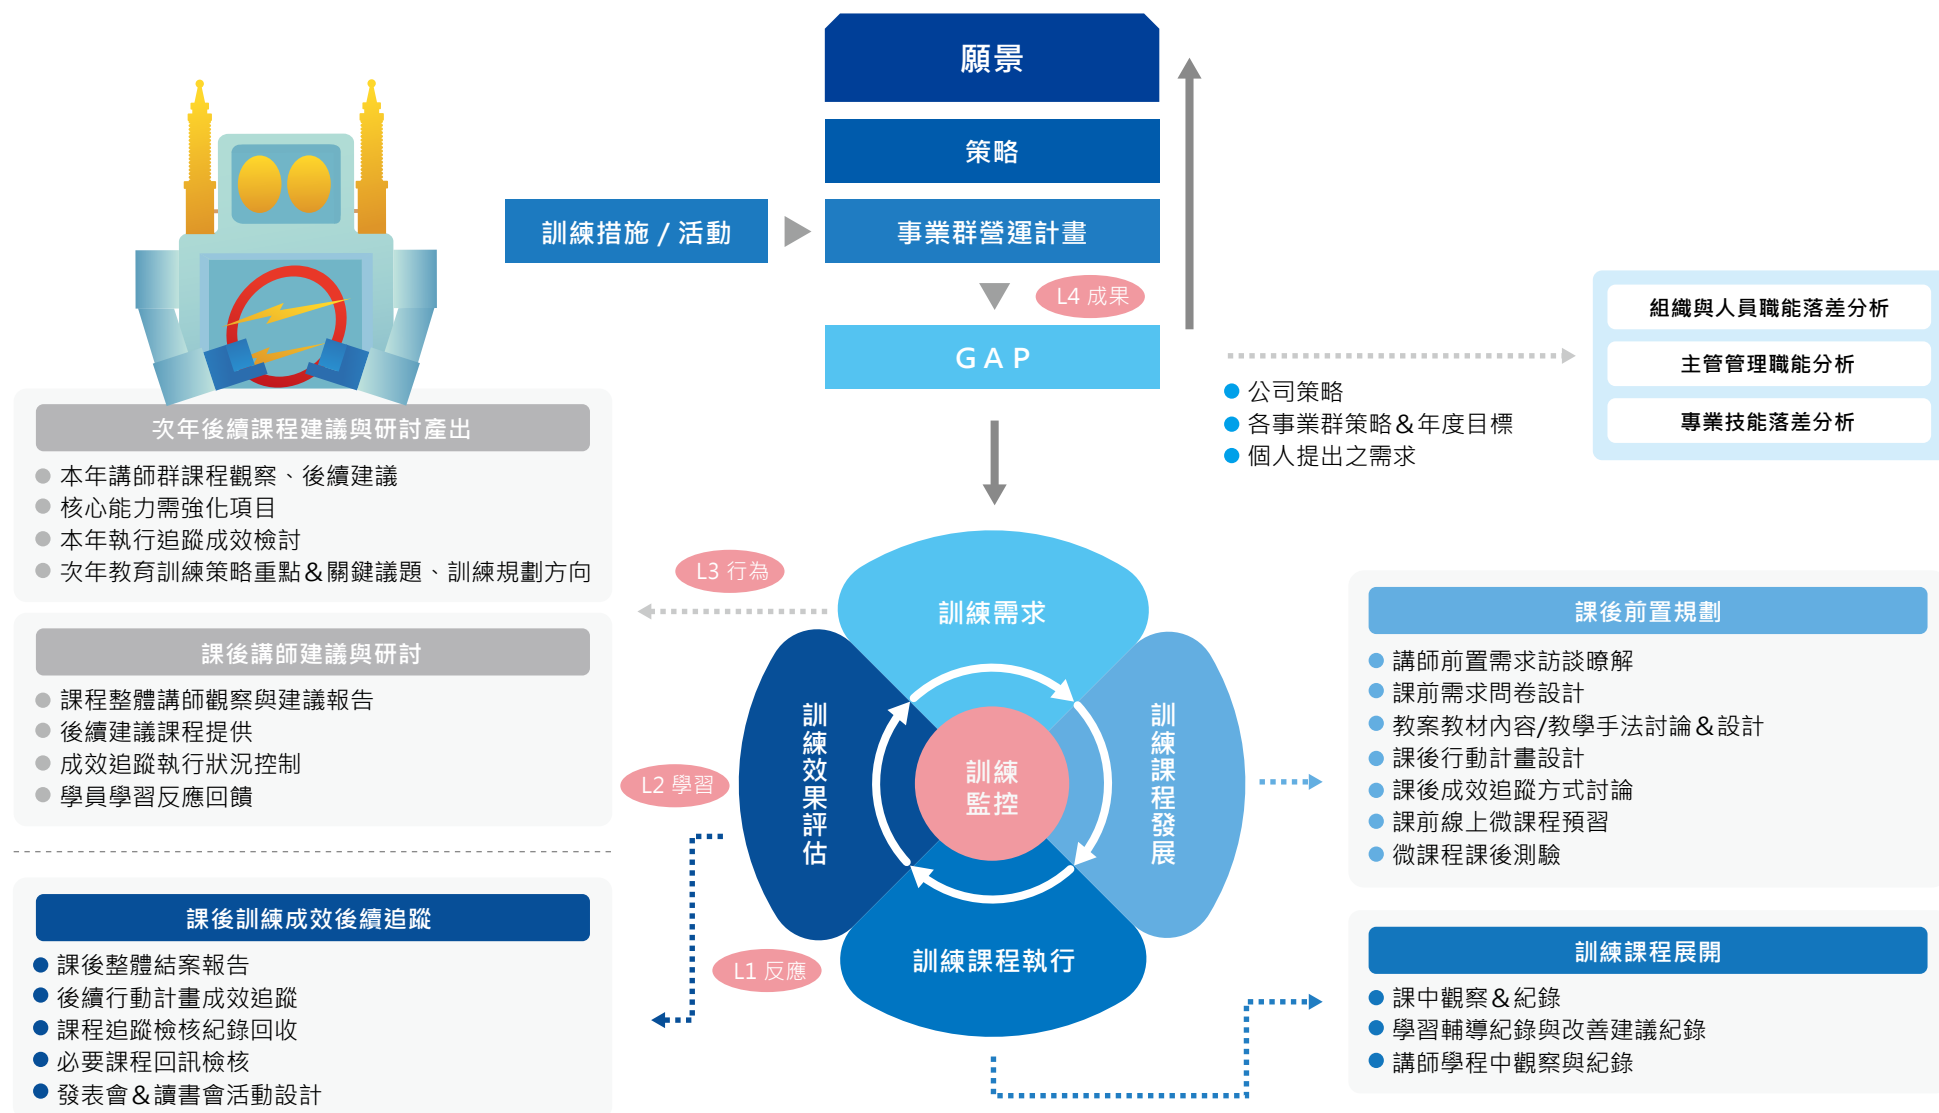 願景
策略
訓練措施 / 活動
事業群營運計畫
L4 成果
GAP
公司策略
各事業群策略&年度目標
個人提出之需求
組織與人員職能落差分析
主管管理職能分析
專業技能落差分析
次年後續課程建議與研討產出
本年講師群課程觀察、後續建議
核心能力需強化項目
本年執行追蹤成效檢討
次年教育訓練策略重點&關鍵議題、訓練規劃方向
課後講師建議與研討
課程整體講師觀察與建議報告
後續建議課程提供
成效追蹤執行狀況控制
學員學習反應回饋
課後訓練成效後續追蹤
課後整體結案報告
後續行動計畫成效追蹤
課程追蹤檢核紀錄回收
必要課程回訊檢核
發表會&讀書會活動設計
L3 行為
L2 學習
L1 反應
訓練需求
訓練效果評估
訓練
監控
訓練課程發展
訓練課程執行
課後前置規劃
講師前置需求訪談暸解
課前需求問卷設計
教案教材內容/教學手法討論&設計
課後行動計畫設計
課後成效追蹤方式討論
課前線上微課程預習
微課程課後測驗
訓練課程展開
課中觀察&紀錄
學習輔導紀錄與改善建議紀錄
講師學程中觀察與紀錄